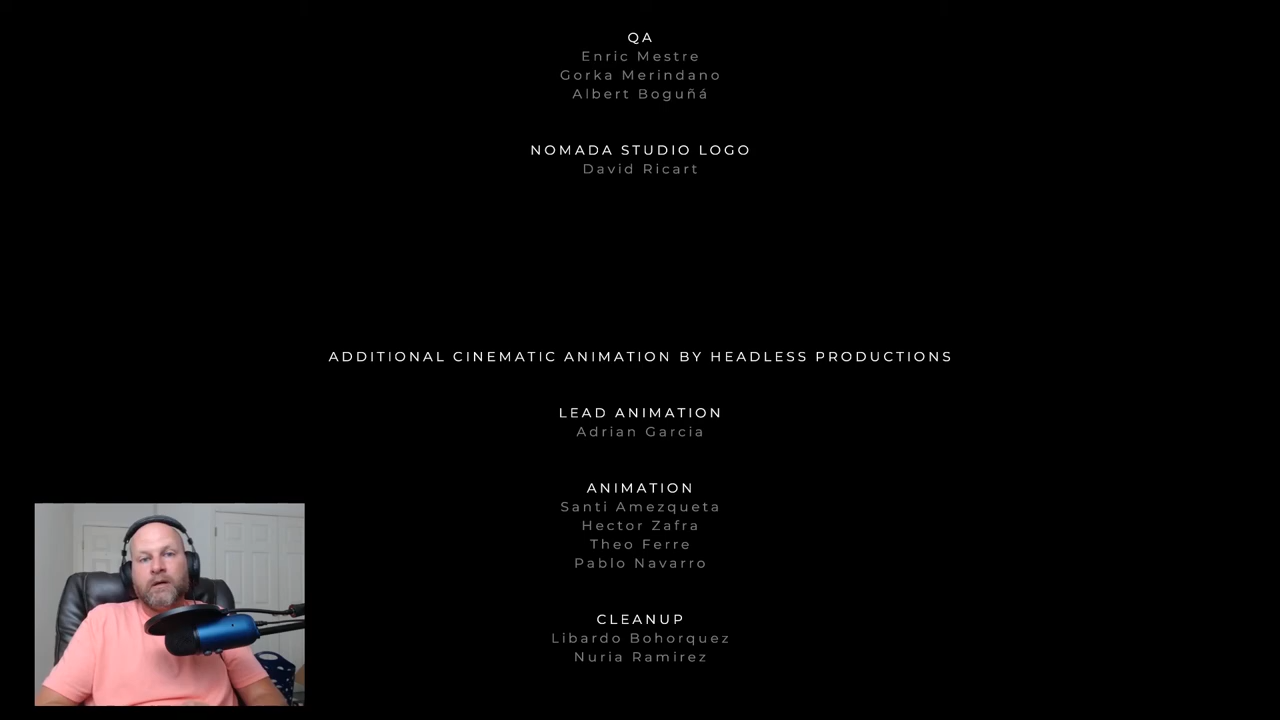 QA
Enric Mestre
Gorka Merindano
Albert Boguñá
NOMADA STUDIO LOGO
David Ricart
ADDITIONAL CINEMATIC ANIMATION BY HEADLESS PRODUCTIONS
LEAD ANIMATION
Adrian Garcia
ANIMATION
Santi Amezqueta
Hector Zafra
Theo Ferre
Pablo Navarro
CLEANUP
Libardo Bohorquez
Nuria Ramirez